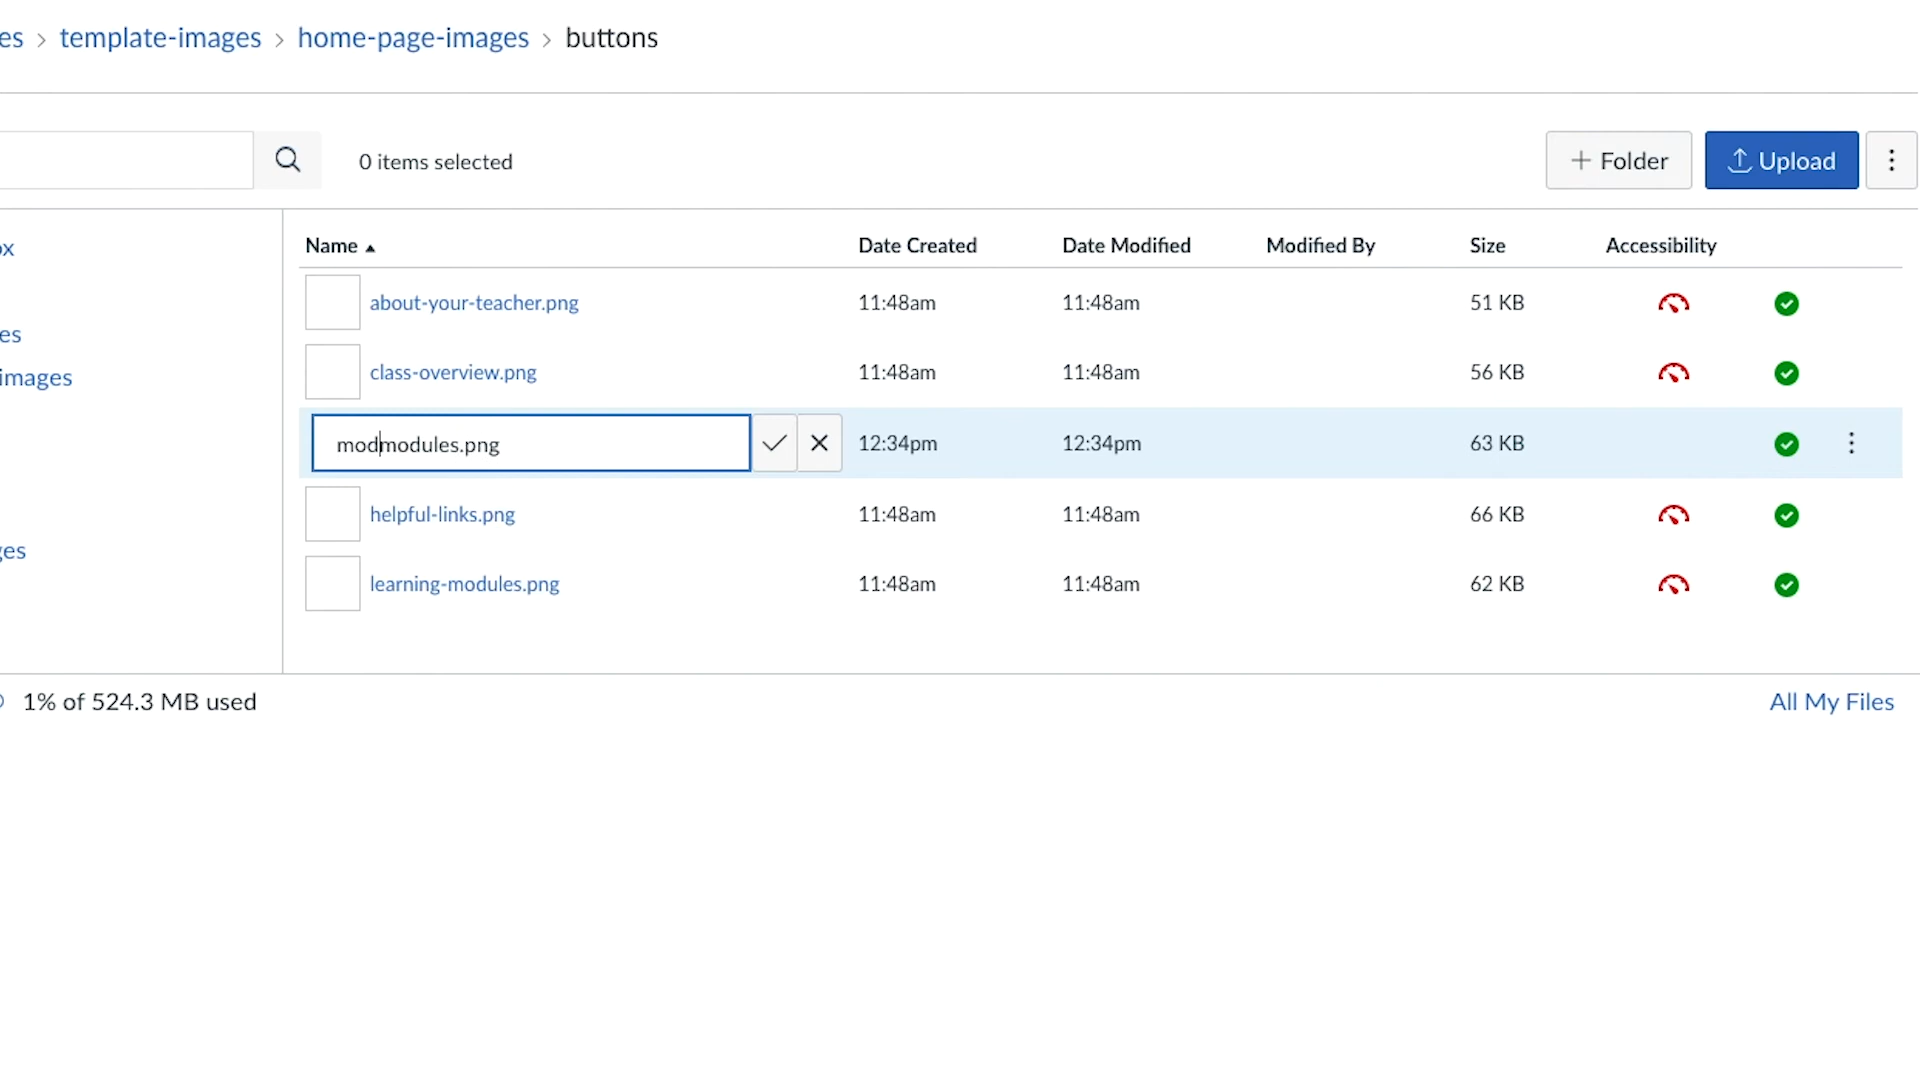 es > template-images > home-page-images > buttons
0 items selected
+ Folder
Upload
Name Date Created Date Modified Modified By Size Accessibility
ox
about-your-teacher.png 11:48am 11:48am 51 KB
es
class-overview.png 11:48am 11:48am 56 KB
images
modmodules.png 12:34pm 12:34pm 63 KB
helpful-links.png 11:48am 11:48am 66 KB
ges
learning-modules.png 11:48am 11:48am 62 KB
1% of 524.3 MB used
All My Files